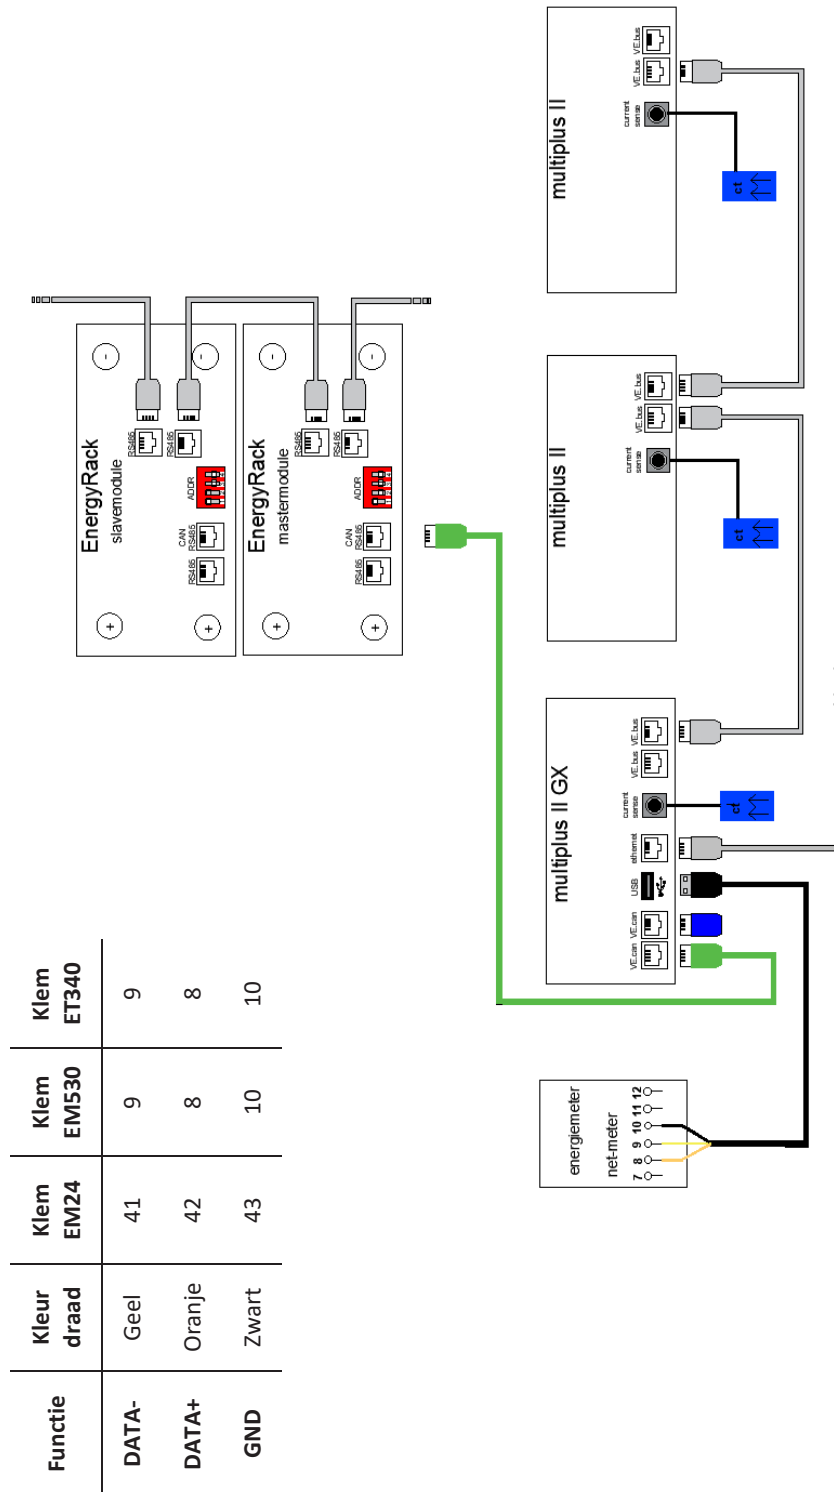 Functie Kleur draad Klem EM24 Klem EM530 Klem ET340
DATA- Geel 41 9 9
DATA+ Oranje 42 8 8
GND Zwart 43 10 10
EnergyRack
slavemodule
RS485
CAN RS485
ADDR
RS485
RS485
EnergyRack
mastermodule
RS485
CAN RS485
ADDR
RS485
RS485
energiemeter
net-meter
7 8 9 10 11 12
multiplus II GX
VE.can
VE.can
USB
ethernet
current sense
VE.bus
VE.bus
ct
multiplus II
current sense
VE.bus
VE.bus
ct
multiplus II
current sense
VE.bus
VE.bus
ct